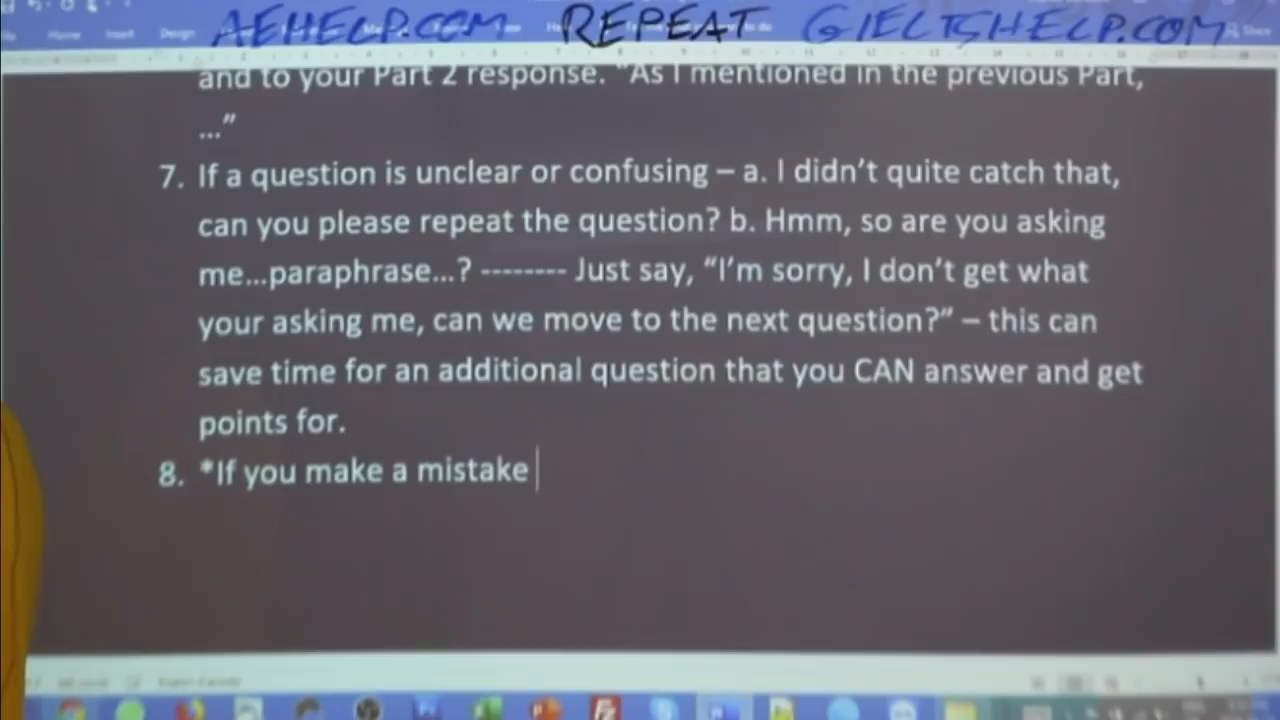 AEHELP.COM REPEAT GIELTSHELP.COM
Home Insert Design Share
and to your Part 2 response. "As I mentioned in the previous Part,
..."
7. If a question is unclear or confusing – a. I didn't quite catch that,
can you please repeat the question? b. Hmm, so are you asking
me...paraphrase...? -------- Just say, "I'm sorry, I don't get what
your asking me, can we move to the next question?" – this can
save time for an additional question that you CAN answer and get
points for.
8. *If you make a mistake